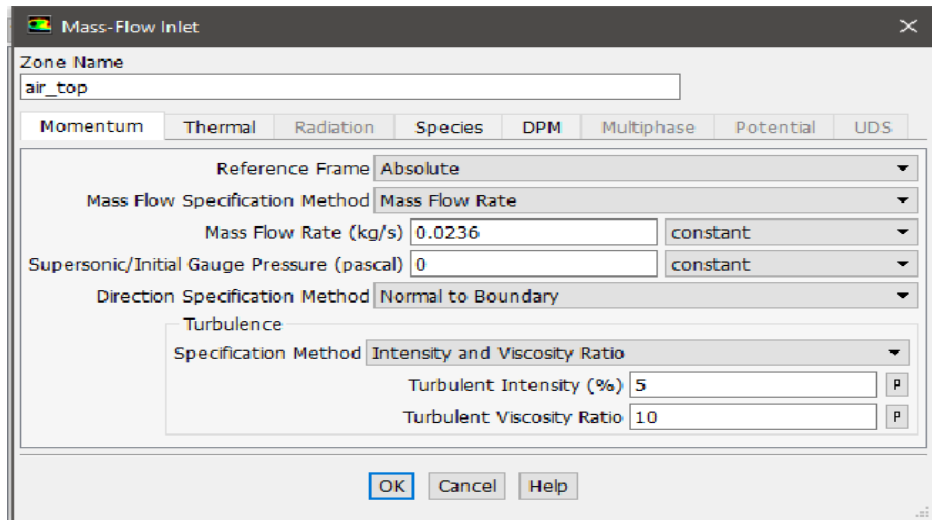 Mass-Flow Inlet
Zone Name
air_top
Momentum Thermal Radiation Species DPM Multiphase Potential UDS
Reference Frame Absolute
Mass Flow Specification Method Mass Flow Rate
Mass Flow Rate (kg/s) 0.0236 constant
Supersonic/Initial Gauge Pressure (pascal) 0 constant
Direction Specification Method Normal to Boundary
Turbulence
Specification Method Intensity and Viscosity Ratio
Turbulent Intensity (%) 5 P
Turbulent Viscosity Ratio 10 P
OK Cancel Help